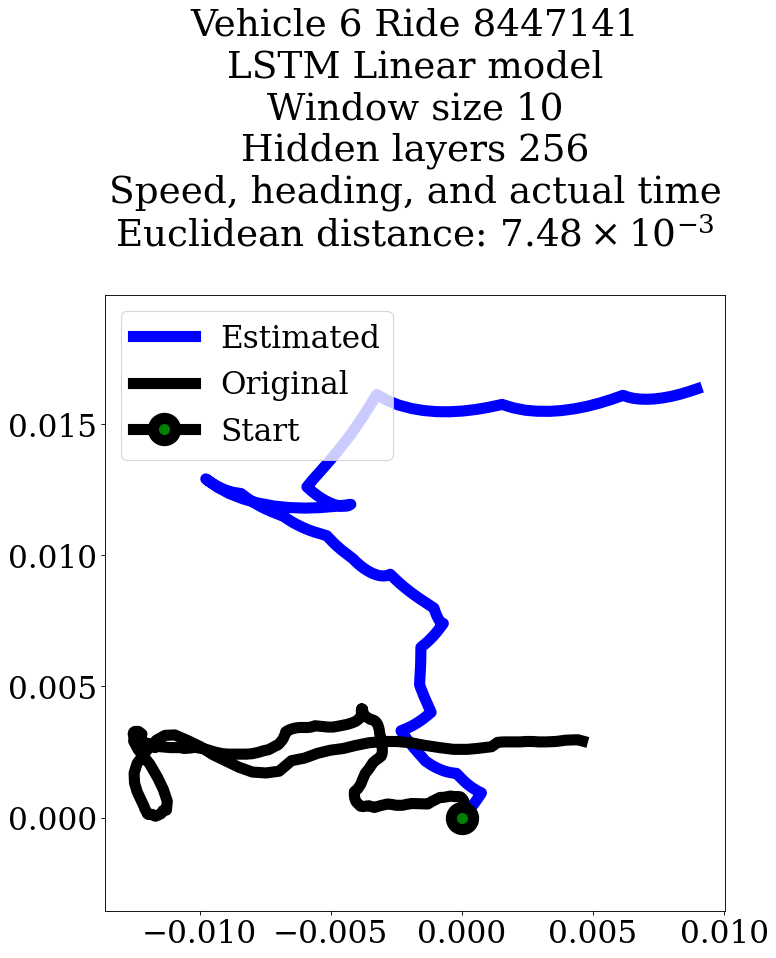 Vehicle 6 Ride 8447141
LSTM Linear model
Window size 10
Hidden layers 256
Speed, heading, and actual time
Euclidean distance: 7.48 × 10⁻³
Estimated
Original
Start
0.015
0.010
0.005
0.000
−0.010 −0.005 0.000 0.005 0.010